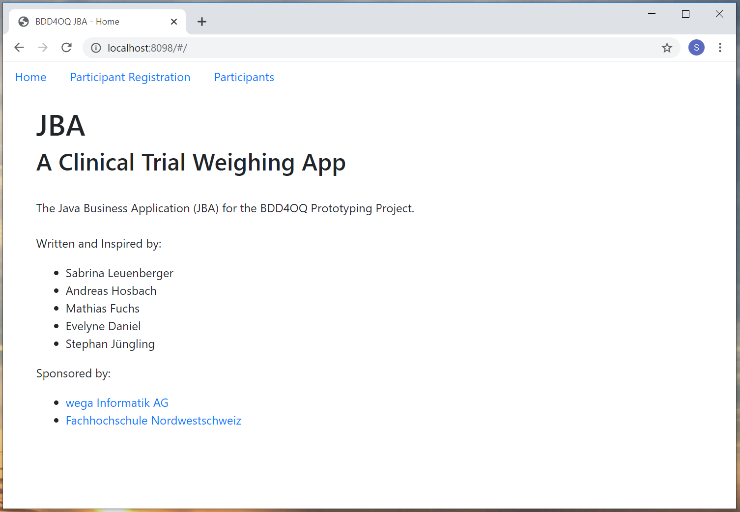 BDD4OQ JBA - Home
localhost:8098/#/
S
Home Participant Registration Participants
JBA
A Clinical Trial Weighing App
The Java Business Application (JBA) for the BDD4OQ Prototyping Project.
Written and Inspired by:
Sabrina Leuenberger
Andreas Hosbach
Mathias Fuchs
Evelyne Daniel
Stephan Jüngling
Sponsored by:
wega Informatik AG
Fachhochschule Nordwestschweiz